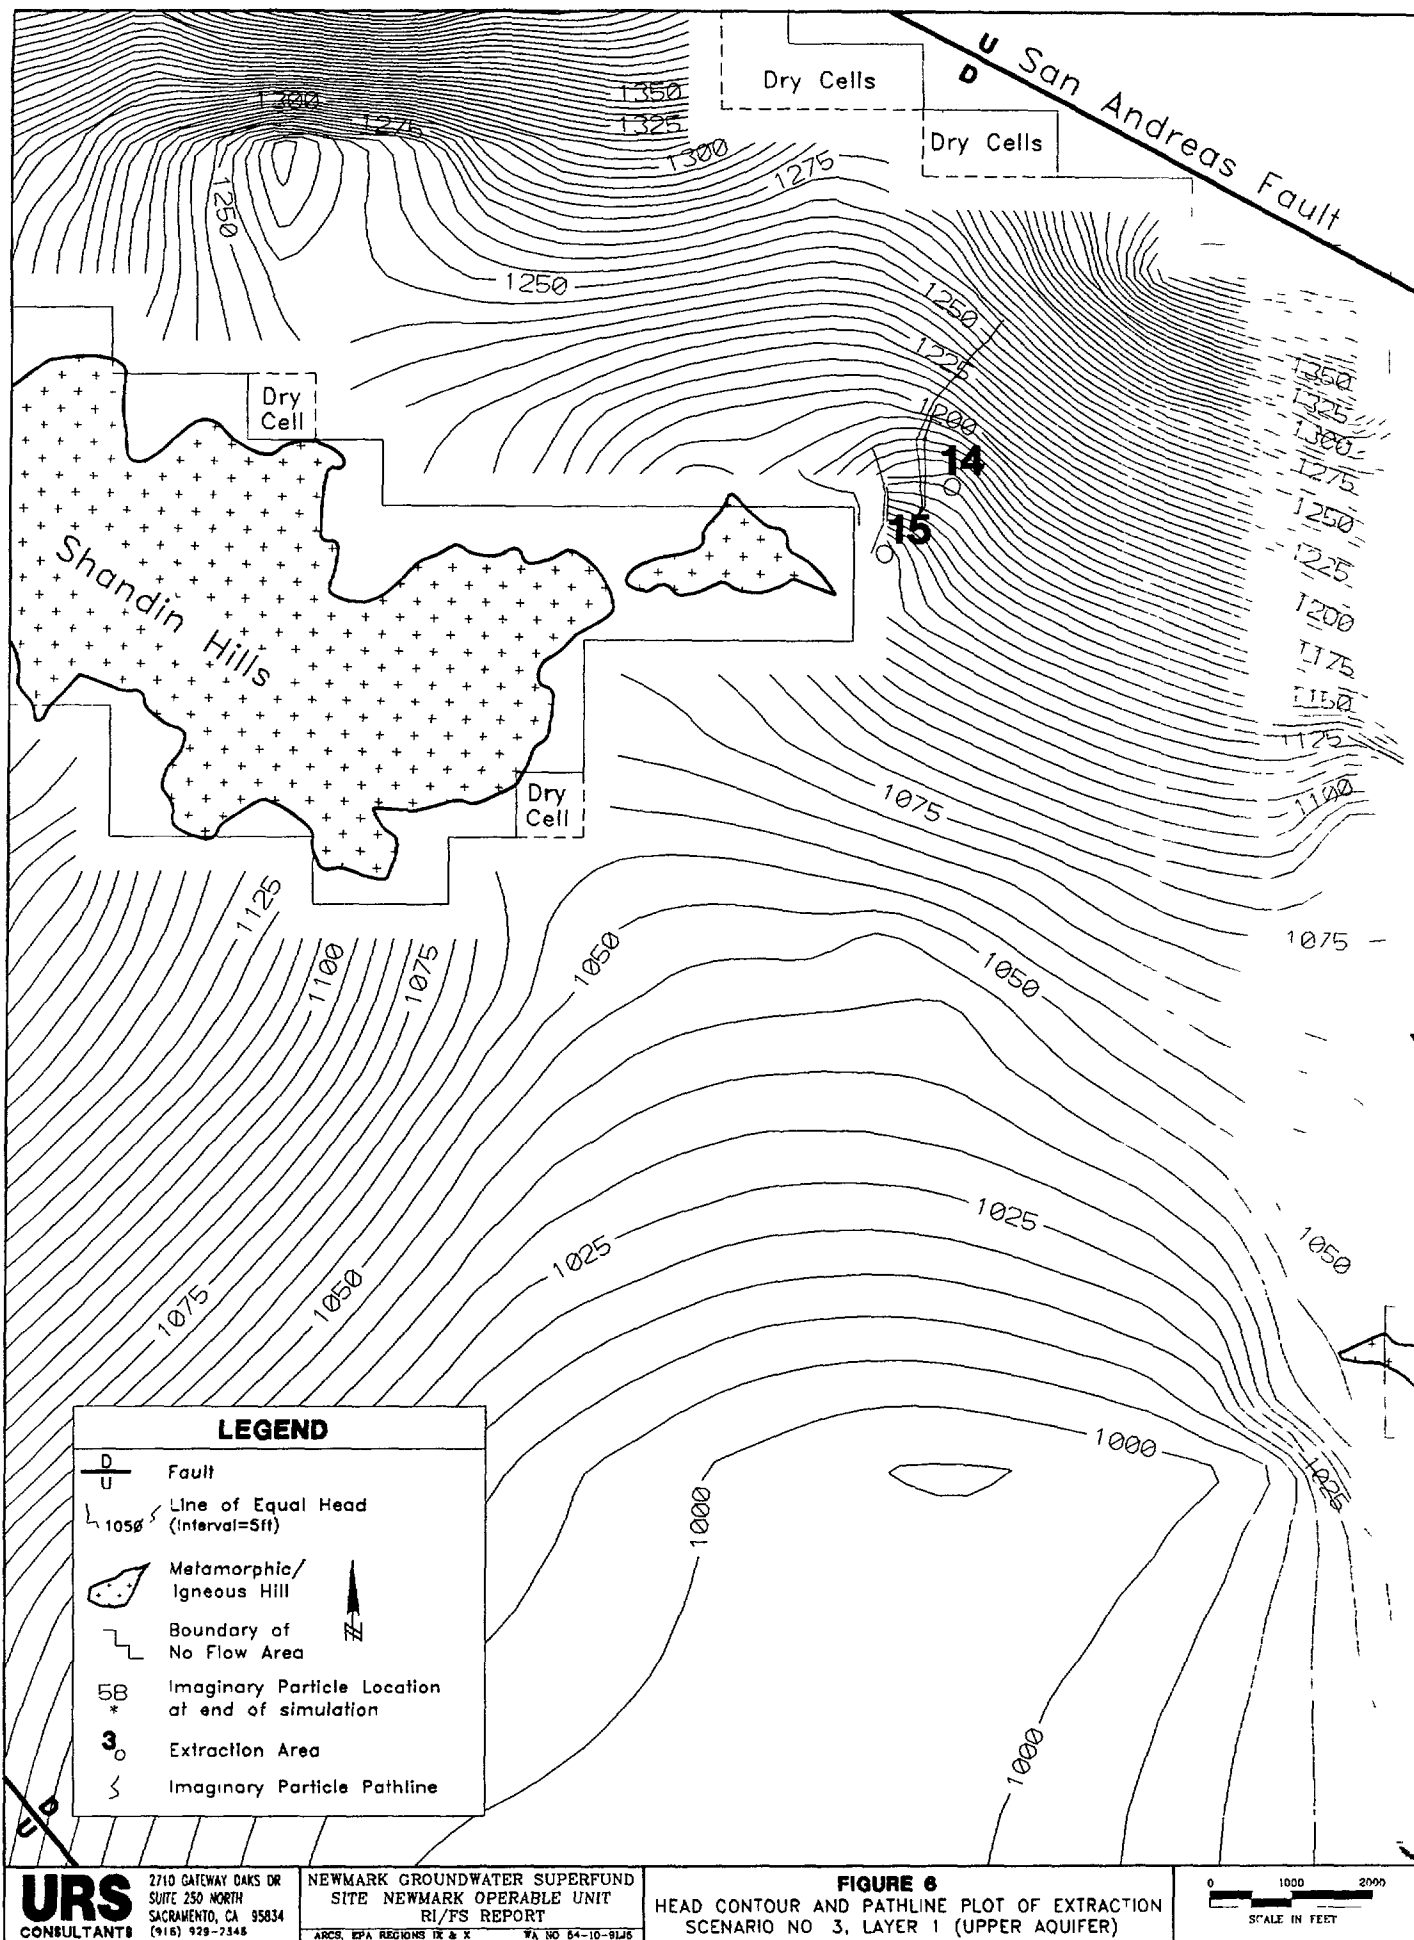 U
D
San Andreas Fault
Dry Cells
Dry Cells
1300
1275
1350
1325
1300
1275
1250
1250
1250
1225
1200
1350
1325
1300
1275
1250
1225
1200
1175
1150
1125
1100
14
15
Dry
Cell
Shandin Hills
Dry
Cell
1075
1125
1100
1075
1050
1050
1075
1025
1025
1050
1075
1050
1000
1000
1025
1000
LEGEND
D
U
Fault
1050
Line of Equal Head
(Interval=5ft)
Metamorphic/
Igneous Hill
N
Boundary of
No Flow Area
5B
*
Imaginary Particle Location
at end of simulation
3
Extraction Area
Imaginary Particle Pathline
D
U
URS
CONSULTANTS
2710 GATEWAY OAKS DR
SUITE 250 NORTH
SACRAMENTO, CA 95834
(916) 929-2346
NEWMARK GROUNDWATER SUPERFUND
SITE NEWMARK OPERABLE UNIT
RI/FS REPORT
ARCS, EPA REGIONS IX & X
WA NO 54-10-9LJ5
FIGURE 6
HEAD CONTOUR AND PATHLINE PLOT OF EXTRACTION
SCENARIO NO 3, LAYER 1 (UPPER AQUIFER)
0 1000 2000
SCALE IN FEET